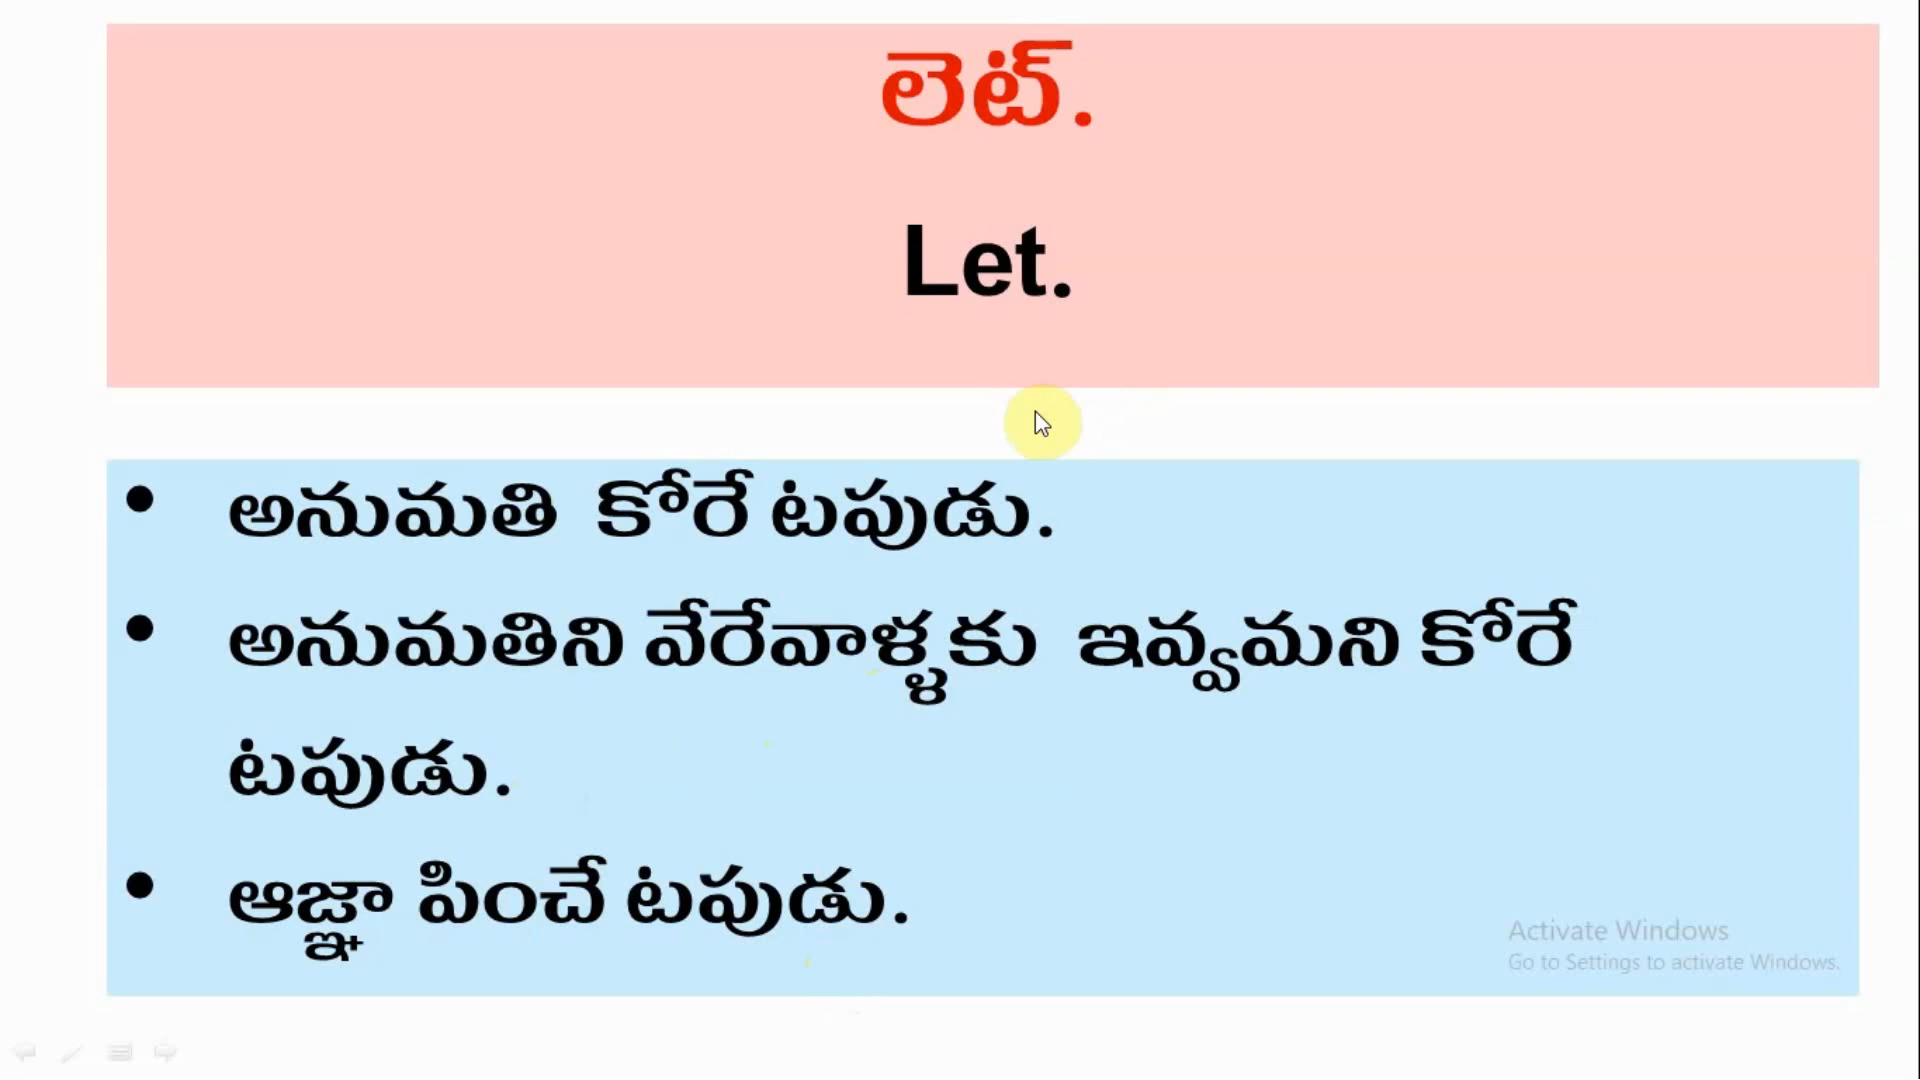 లెట్.
Let.
• అనుమతి కోరే టపుడు.
• అనుమతిని వేరేవాళ్ళకు ఇవ్వమని కోరే
టపుడు.
• ఆజ్ఞా పించే టపుడు.
Activate Windows
Go to Settings to activate Windows.